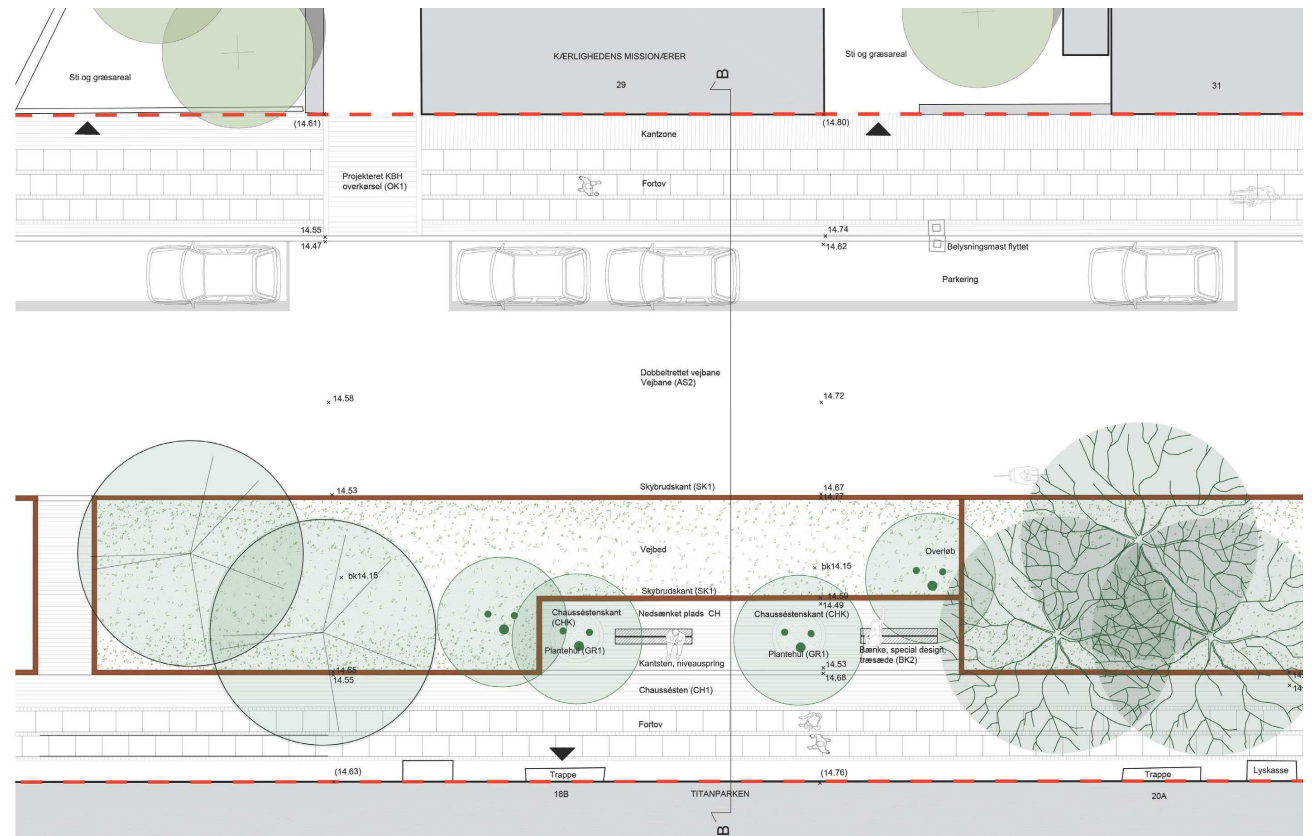 KÆRLIGHEDENS MISSIONÆRER
B
Sti og græsareal
Sti og græsareal
29
31
(14.61)
(14.80)
Kantzone
Projekteret KBH
overkørsel (OK1)
Fortov
14.55
14.47
14.74
14.62
Belysningsmast flyttet
Parkering
Dobbeltrettet vejbane
Vejbane (AS2)
14.58
14.72
14.53
Skybrudskant (SK1)
14.67
14.77
Vejbed
Overløb
bk14.15
bk14.15
Skybrudskant (SK1)
14.49
Chausséstenskant
(CHK)
Nedsænket plads CH
Chausséstenskant (CHK)
Plantehul (GR1)
Plantehul (GR1)
Bænke, special design,
træsæde (BK2)
Kantsten, niveauspring
14.53
14.68
14.55
14.55
Chaussésten (CH1)
Fortov
(14.63)
(14.76)
Trappe
Trappe
Lyskasse
18B
TITANPARKEN
20A
B